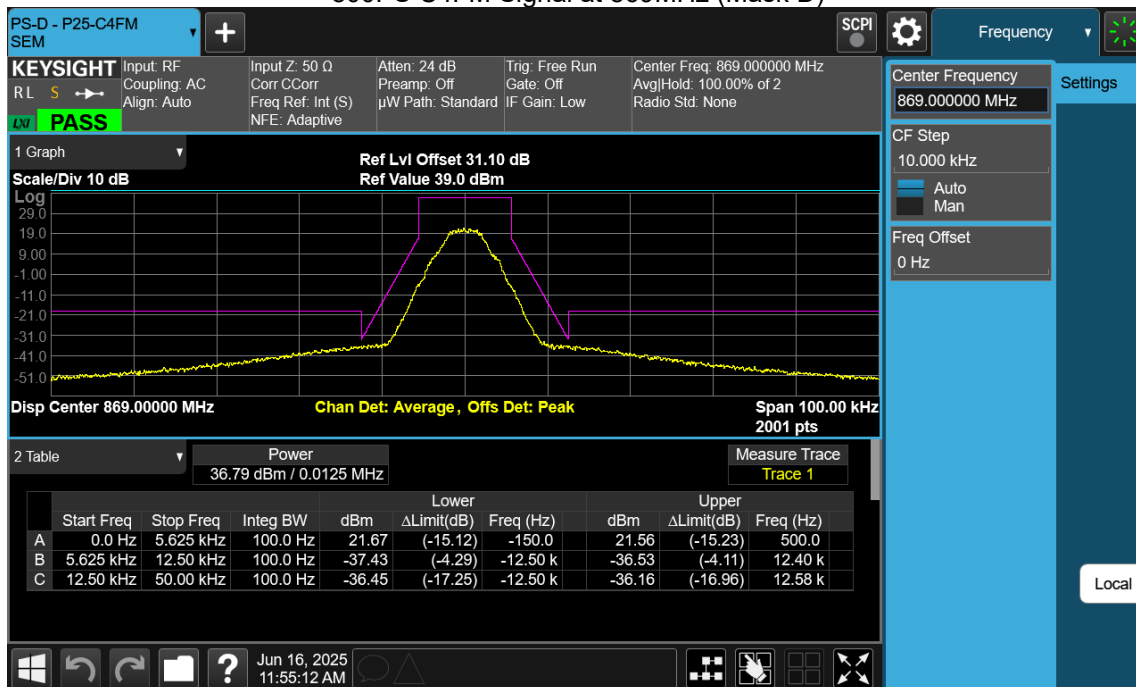 PS-D - P25-C4FM
SEM
SCPI
Frequency
KEYSIGHT
RL S
LXI PASS
Input: RF
Coupling: AC
Align: Auto
Input Z: 50 Ω
Corr CCorr
Freq Ref: Int (S)
NFE: Adaptive
Atten: 24 dB
Preamp: Off
µW Path: Standard
Trig: Free Run
Gate: Off
IF Gain: Low
Center Freq: 869.000000 MHz
Avg|Hold: 100.00% of 2
Radio Std: None
Center Frequency
869.000000 MHz
Settings
CF Step
10.000 kHz
Auto
Man
Freq Offset
0 Hz
1 Graph
Scale/Div 10 dB
Ref Lvl Offset 31.10 dB
Ref Value 39.0 dBm
Log
29.0
19.0
9.00
-1.00
-11.0
-21.0
-31.0
-41.0
-51.0
Disp Center 869.00000 MHz
Chan Det: Average, Offs Det: Peak
Span 100.00 kHz
2001 pts
2 Table
Power
36.79 dBm / 0.0125 MHz
Measure Trace
Trace 1
Lower Upper
Start Freq Stop Freq Integ BW dBm ΔLimit(dB) Freq (Hz) dBm ΔLimit(dB) Freq (Hz)
A 0.0 Hz 5.625 kHz 100.0 Hz 21.67 (-15.12) -150.0 21.56 (-15.23) 500.0
B 5.625 kHz 12.50 kHz 100.0 Hz -37.43 (-4.29) -12.50 k -36.53 (-4.11) 12.40 k
C 12.50 kHz 50.00 kHz 100.0 Hz -36.45 (-17.25) -12.50 k -36.16 (-16.96) 12.58 k
Local
?
Jun 16, 2025
11:55:12 AM